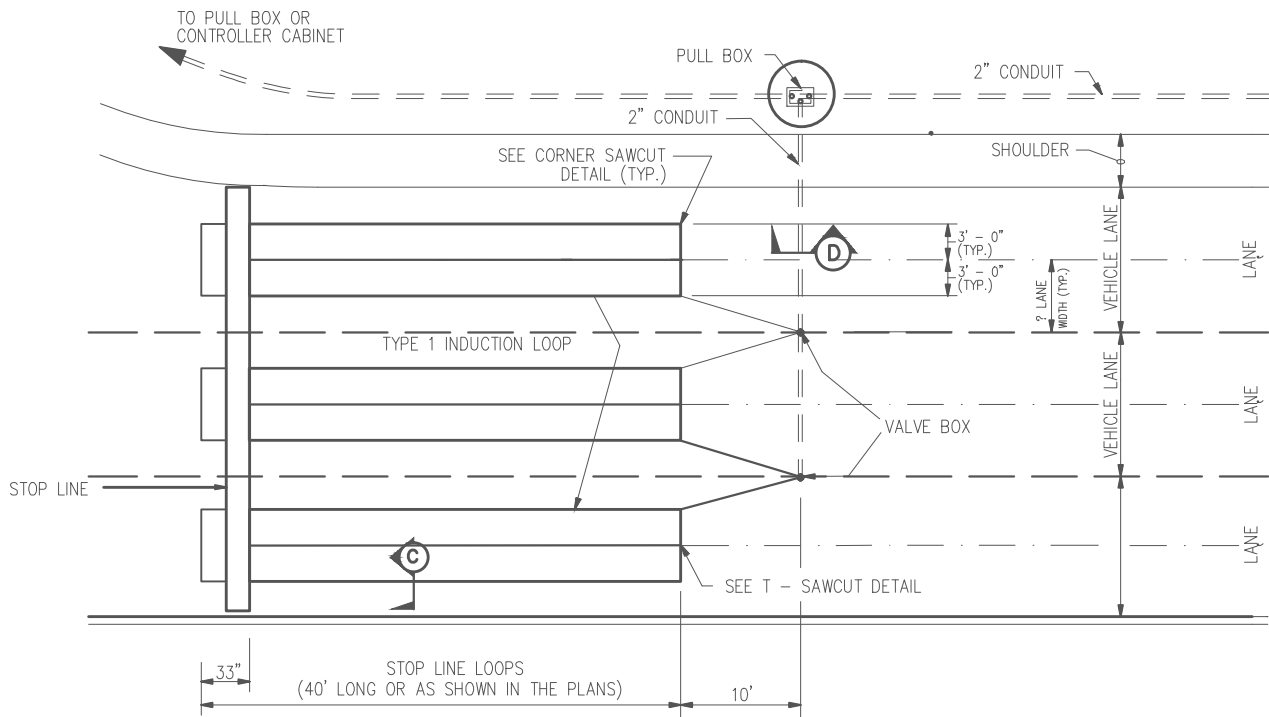 TO PULL BOX OR
CONTROLLER CABINET
PULL BOX
2” CONDUIT
2” CONDUIT
SEE CORNER SAWCUT
DETAIL (TYP.)
SHOULDER
D
3’ - 0”
(TYP.)
3’ - 0”
(TYP.)
? LANE
WIDTH (TYP.)
VEHICLE LANE
LANE
TYPE 1 INDUCTION LOOP
VEHICLE LANE
LANE
VALVE BOX
STOP LINE
C
LANE
SEE T - SAWCUT DETAIL
33”
STOP LINE LOOPS
(40’ LONG OR AS SHOWN IN THE PLANS)
10’